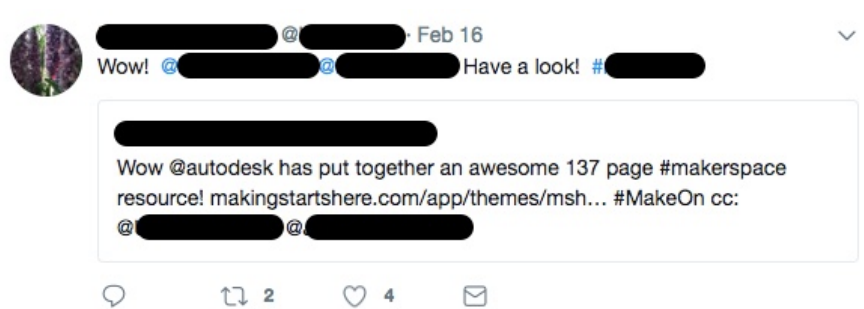 @ · Feb 16
Wow! @ @ Have a look! #
Wow @autodesk has put together an awesome 137 page #makerspace
resource! makingstartshere.com/app/themes/msh... #MakeOn cc:
@ @
2 4